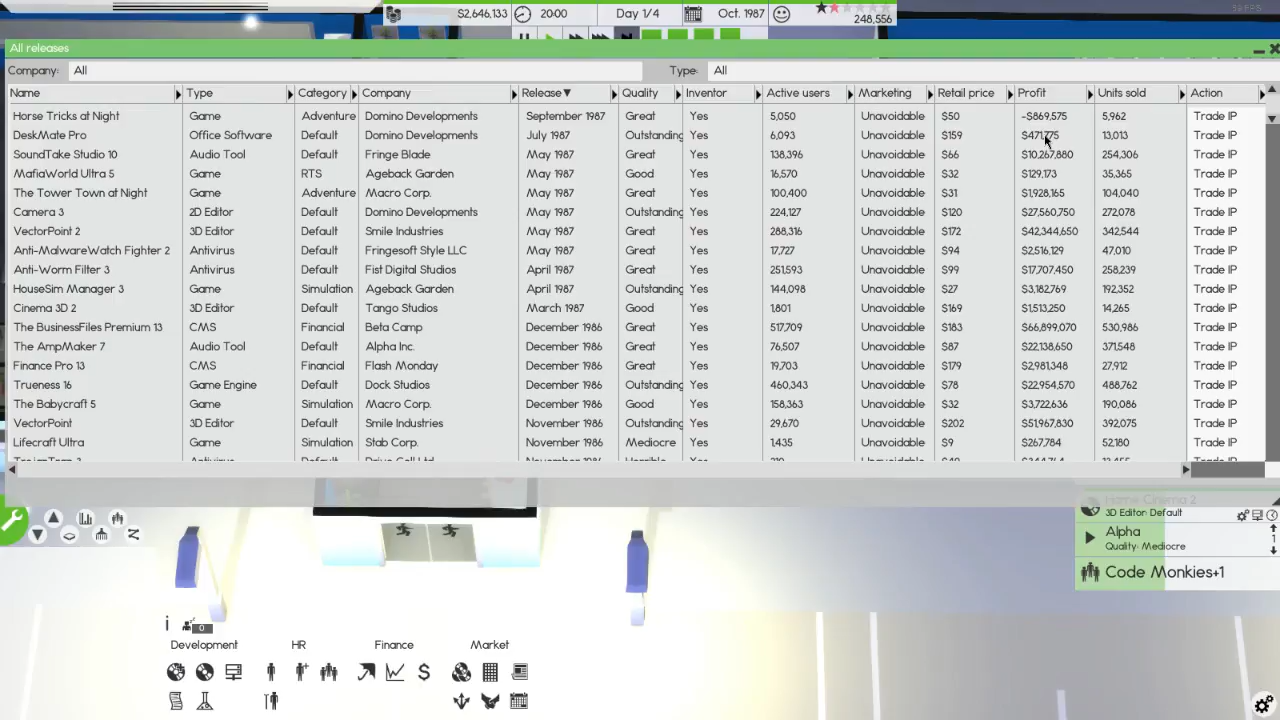 $2,646,133 20:00 Day 1/4 Oct. 1987 248,556
All releases
Company: All Type: All
Name Type Category Company Release▼ Quality Inventor Active users Marketing Retail price Profit Units sold Action
Horse Tricks at Night Game Adventure Domino Developments September 1987 Great Yes 5,050 Unavoidable $50 -$869,575 5,962 Trade IP
DeskMate Pro Office Software Default Domino Developments July 1987 Outstanding Yes 6,093 Unavoidable $159 13,013 Trade IP
SoundTake Studio 10 Audio Tool Default Fringe Blade May 1987 Great Yes 138,396 Unavoidable $66 $10,267,880 254,306 Trade IP
MafiaWorld Ultra 5 Game RTS Ageback Garden May 1987 Good Yes 16,570 Unavoidable $32 $129,173 35,365 Trade IP
The Tower Town at Night Game Adventure Macro Corp. May 1987 Great Yes 100,400 Unavoidable $31 $1,928,165 104,040 Trade IP
Camera 3 2D Editor Default Domino Developments May 1987 Outstanding Yes 224,127 Unavoidable $120 $27,560,750 272,078 Trade IP
VectorPoint 2 3D Editor Default Smile Industries May 1987 Great Yes 288,316 Unavoidable $172 $42,344,650 342,544 Trade IP
Anti-MalwareWatch Fighter 2 Antivirus Default Fringesoft Style LLC May 1987 Great Yes 17,727 Unavoidable $94 $2,516,129 47,010 Trade IP
Anti-Worm Filter 3 Antivirus Default Fist Digital Studios April 1987 Great Yes 251,593 Unavoidable $99 $17,707,450 258,239 Trade IP
HouseSim Manager 3 Game Simulation Ageback Garden April 1987 Outstanding Yes 144,098 Unavoidable $27 $3,182,769 192,352 Trade IP
Cinema 3D 2 3D Editor Default Tango Studios March 1987 Good Yes 1,801 Unavoidable $169 $1,513,250 14,265 Trade IP
The BusinessFiles Premium 13 CMS Financial Beta Camp December 1986 Great Yes 517,709 Unavoidable $183 $66,899,070 530,986 Trade IP
The AmpMaker 7 Audio Tool Default Alpha Inc. December 1986 Great Yes 76,507 Unavoidable $87 $22,138,650 371,548 Trade IP
Finance Pro 13 CMS Financial Flash Monday December 1986 Great Yes 19,703 Unavoidable $179 $2,981,348 27,912 Trade IP
Trueness 16 Game Engine Default Dock Studios December 1986 Outstanding Yes 460,343 Unavoidable $78 $22,954,570 488,762 Trade IP
The Babycraft 5 Game Simulation Macro Corp. December 1986 Good Yes 158,363 Unavoidable $32 $3,722,636 190,086 Trade IP
VectorPoint 3D Editor Default Smile Industries November 1986 Outstanding Yes 29,670 Unavoidable $202 $51,967,830 392,075 Trade IP
Lifecraft Ultra Game Simulation Stab Corp. November 1986 Mediocre Yes 1,435 Unavoidable $9 $267,784 52,180 Trade IP
Home Cinema 2
3D Editor: Default
Alpha
Quality: Mediocre
1
Code Monkies+1
i 0
Development HR Finance Market